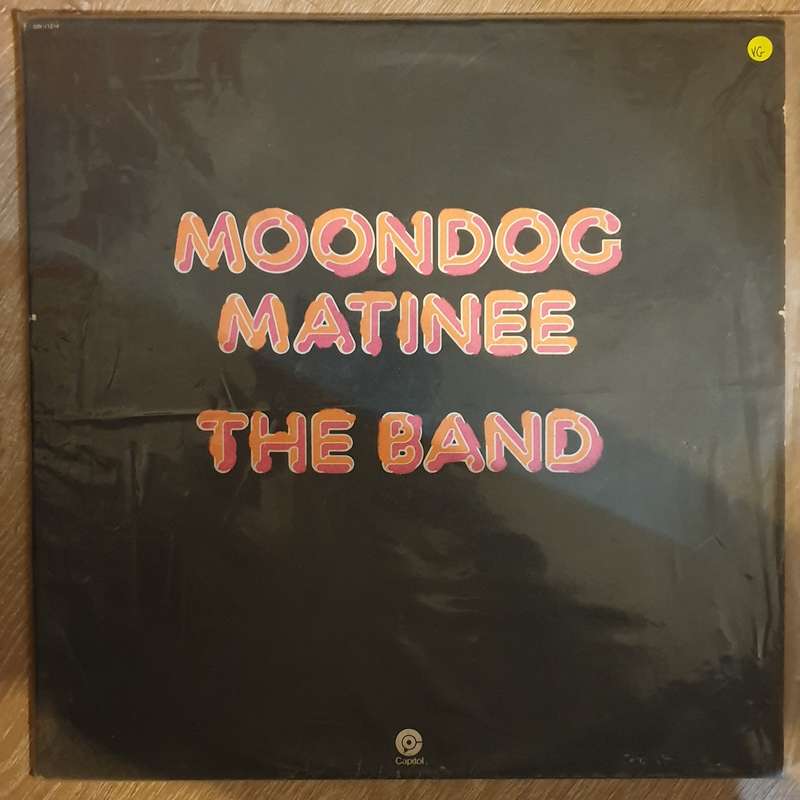 VG
MOONDOG
MATINEE
THE BAND
Capitol